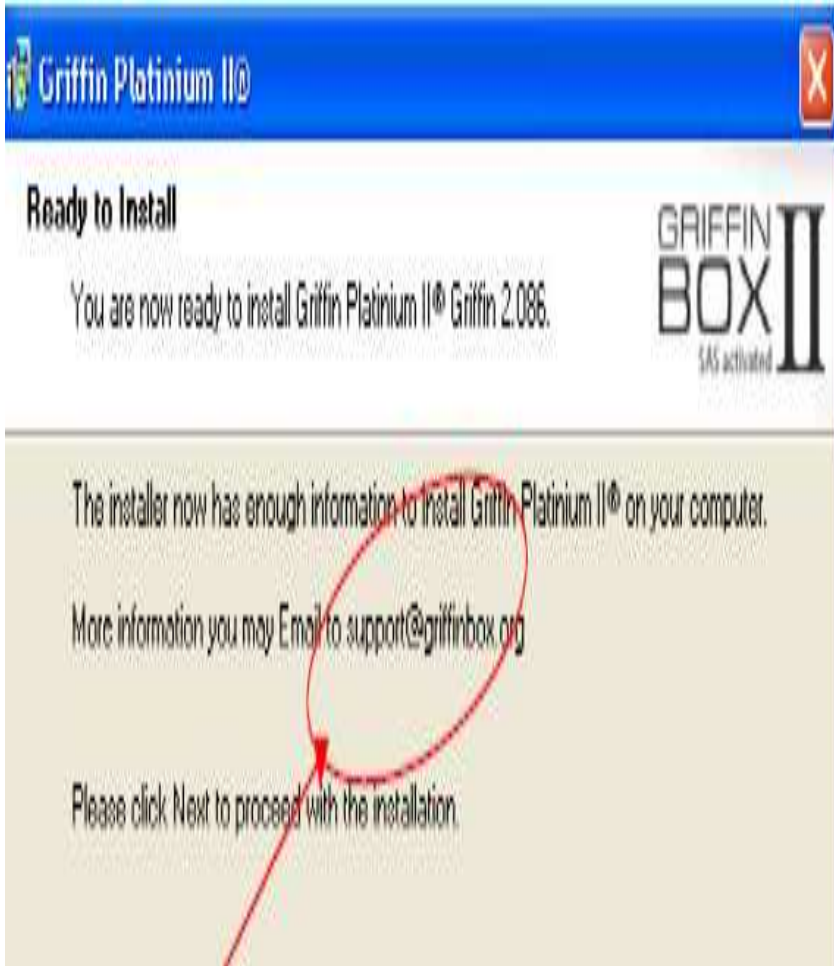 Griffin Platinium II®
Ready to Install
You are now ready to install Griffin Platinium II® Griffin 2.086.
GRIFFIN
BOX II
SAS activated
The installer now has enough information to install Griffin Platinium II® on your computer.
More information you may Email to support@griffinbox.org
Please click Next to proceed with the installation.